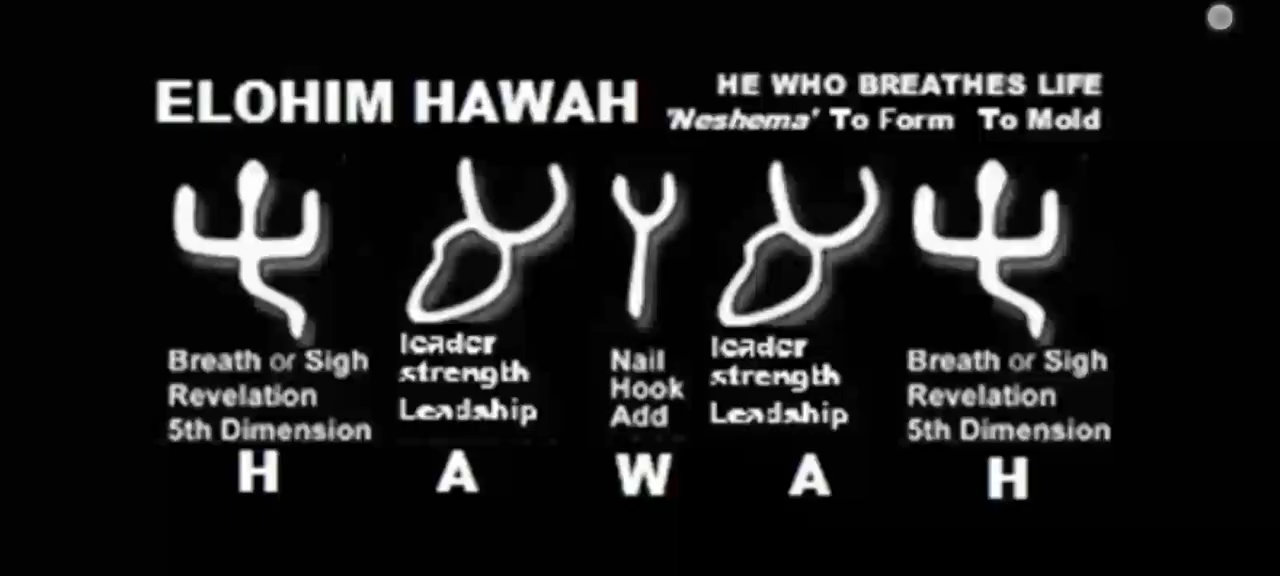 ELOHIM HAWAH
HE WHO BREATHES LIFE
'Neshema' To Form To Mold
Breath or Sigh
Revelation
5th Dimension
H
leader
strength
Leadship
A
Nail
Hook
Add
W
leader
strength
Leadship
A
Breath or Sigh
Revelation
5th Dimension
H